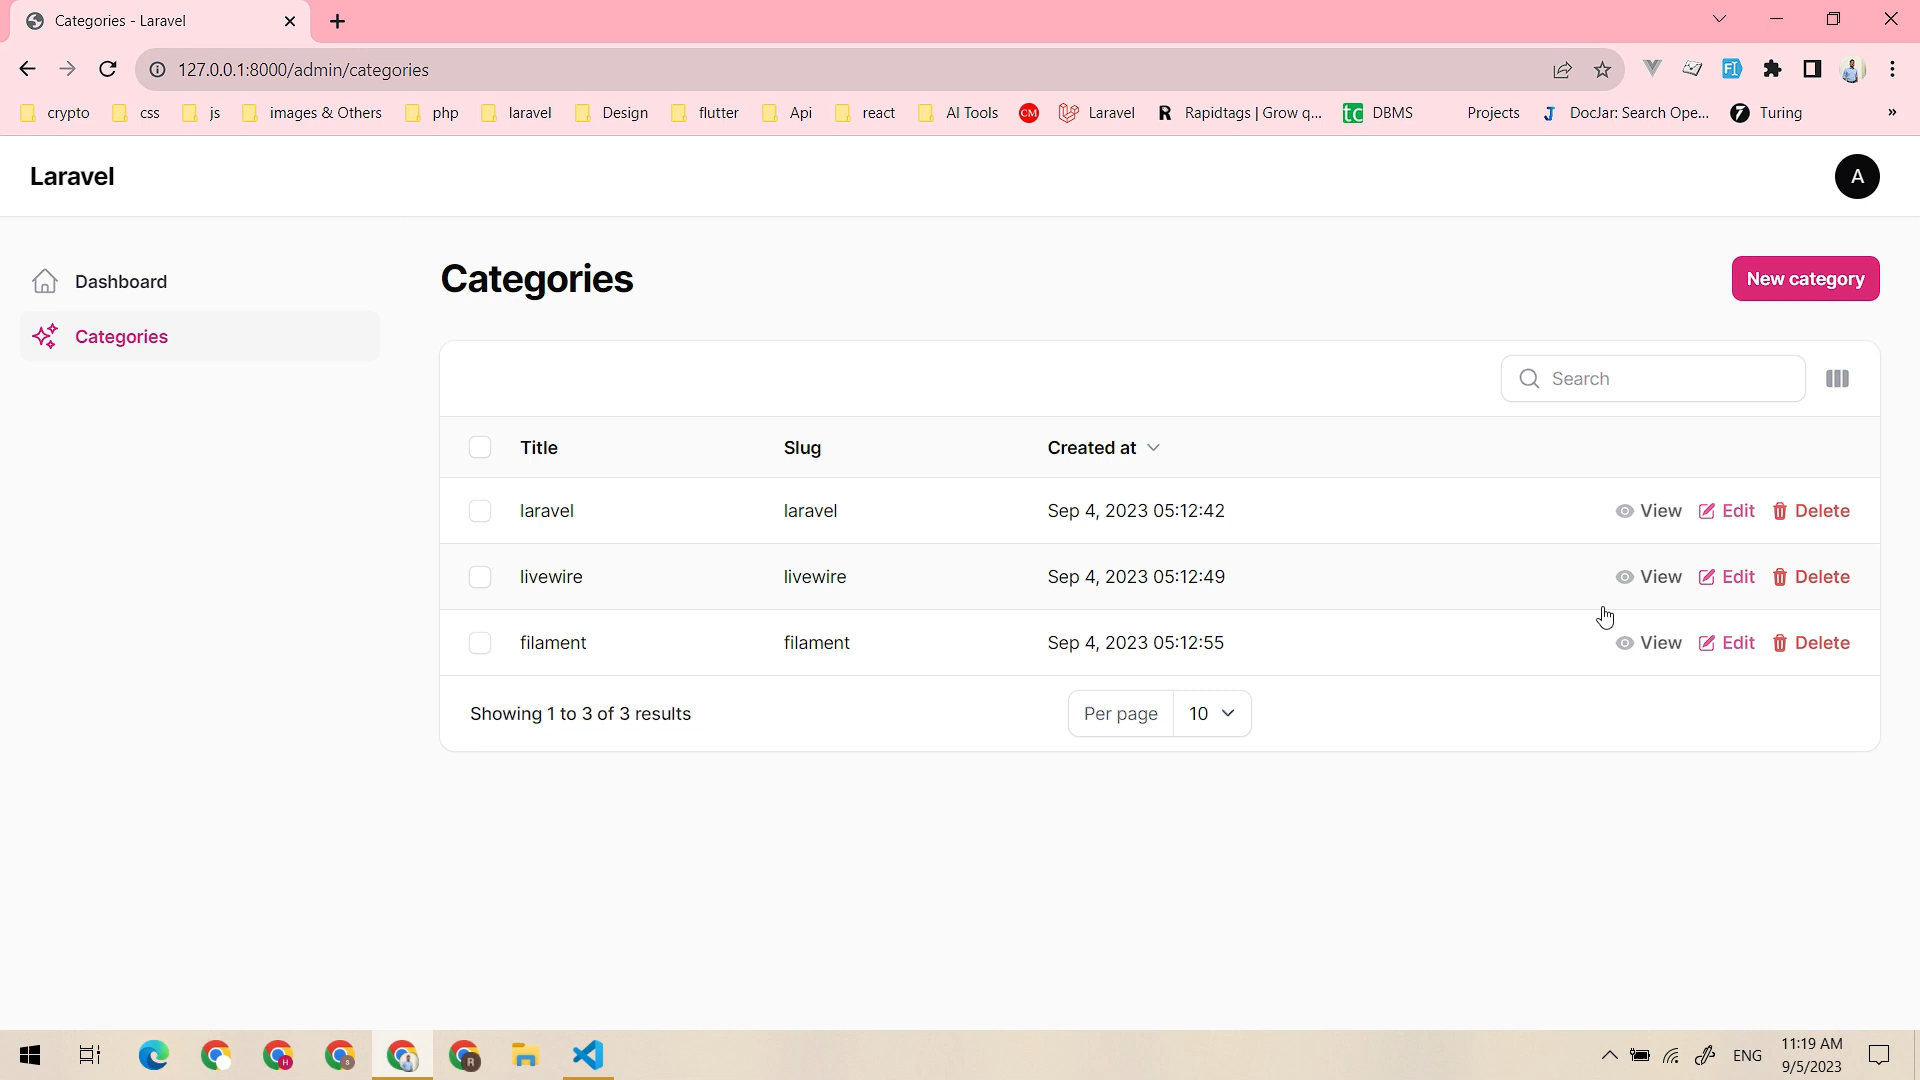 Categories - Laravel
127.0.0.1:8000/admin/categories
crypto css js images & Others php laravel Design flutter Api react AI Tools CM Laravel R Rapidtags | Grow q... tc DBMS Projects J DocJar: Search Ope... Turing »
Laravel
A
Dashboard
Categories
Categories
New category
Search
Title Slug Created at
laravel laravel Sep 4, 2023 05:12:42 View Edit Delete
livewire livewire Sep 4, 2023 05:12:49 View Edit Delete
filament filament Sep 4, 2023 05:12:55 View Edit Delete
Showing 1 to 3 of 3 results
Per page 10
H
S
R
ENG
11:19 AM
9/5/2023